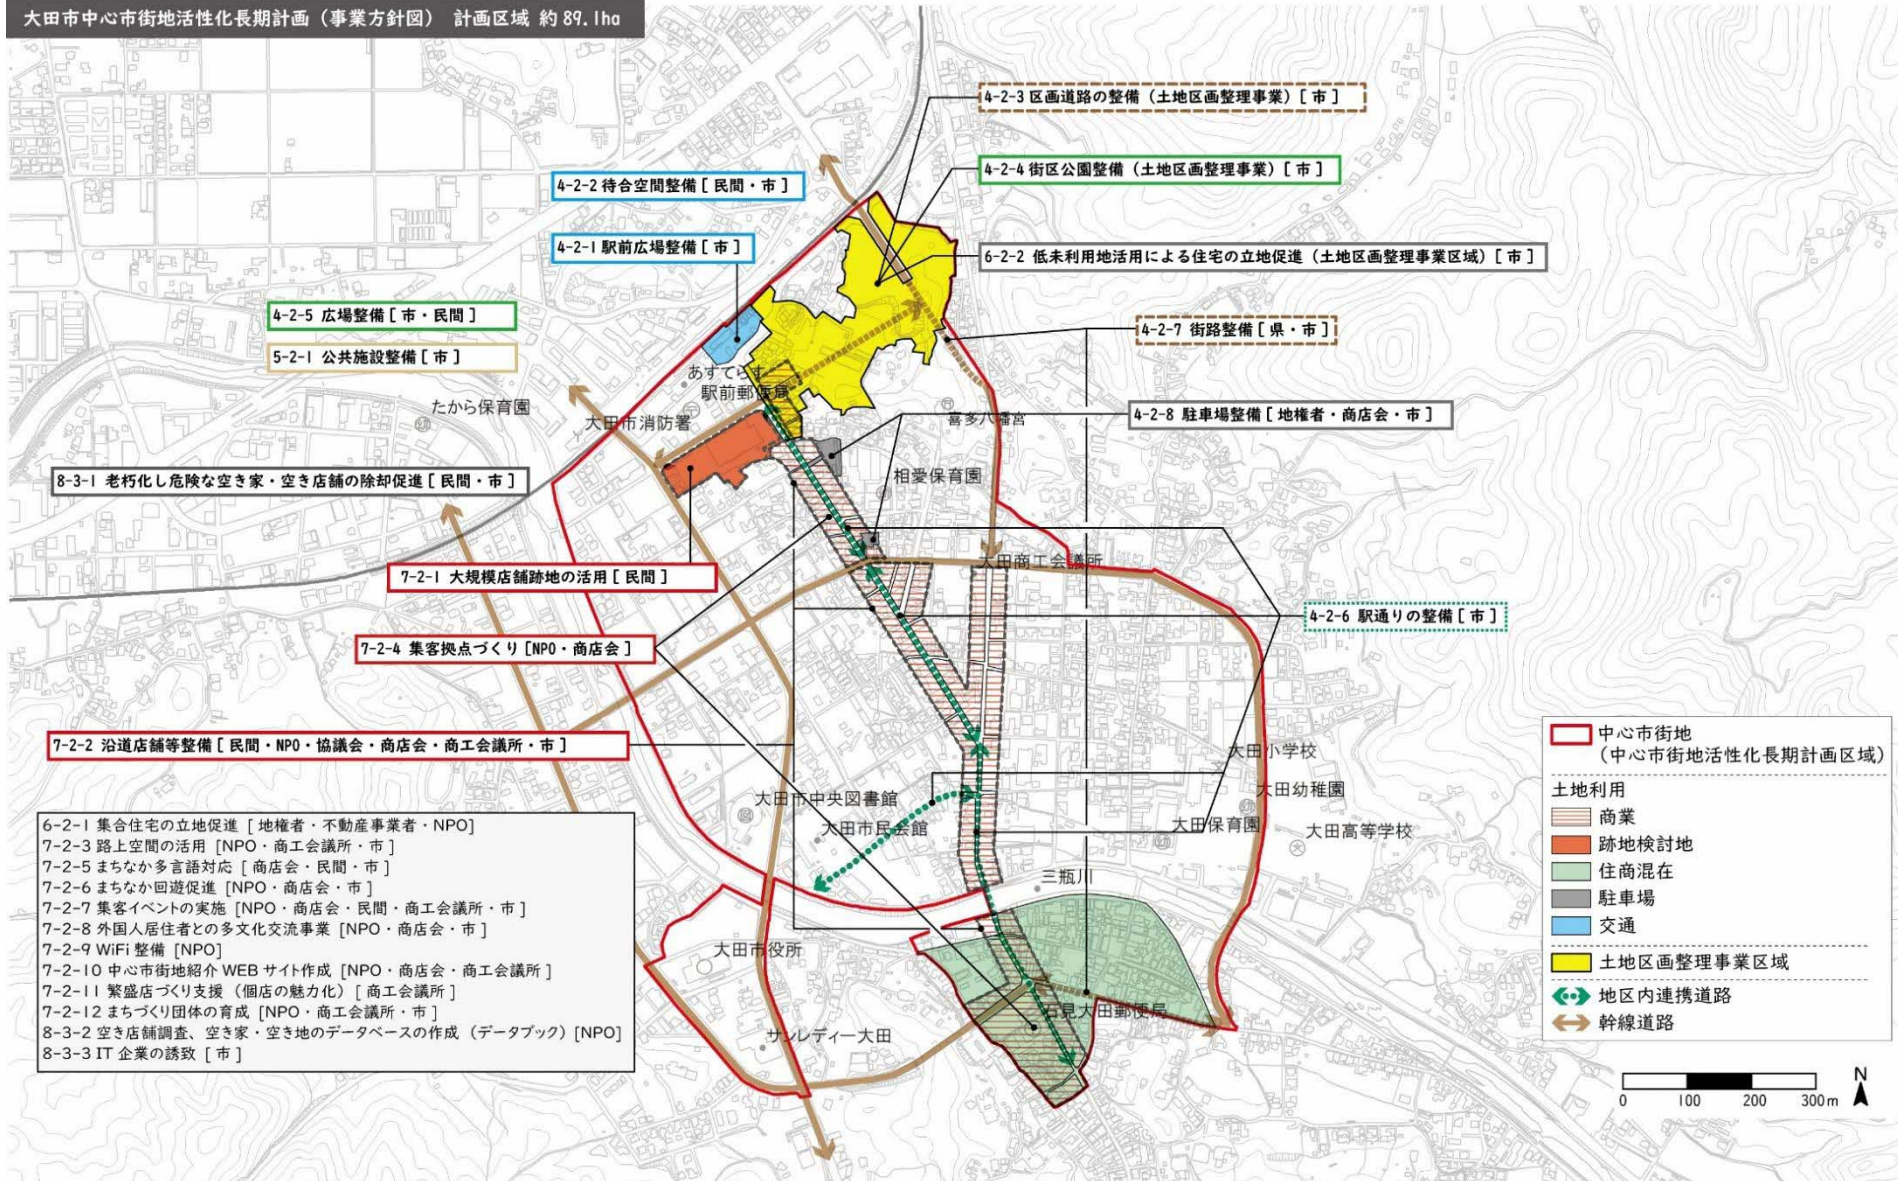 大田市中心市街地活性化長期計画（事業方針図） 計画区域 約89.1ha
4-2-3 区画道路の整備（土地区画整理事業）[ 市 ]
4-2-4 街区公園整備（土地区画整理事業）[ 市 ]
4-2-2 待合空間整備 [ 民間・市 ]
4-2-1 駅前広場整備 [ 市 ]
6-2-2 低未利用地活用による住宅の立地促進（土地区画整理事業区域）[ 市 ]
4-2-5 広場整備 [ 市・民間 ]
4-2-7 街路整備 [ 県・市 ]
5-2-1 公共施設整備 [ 市 ]
あすてらす
駅前郵便局
たから保育園
大田市消防署
喜多八幡宮
4-2-8 駐車場整備 [ 地権者・商店会・市 ]
8-3-1 老朽化し危険な空き家・空き店舗の除却促進 [ 民間・市 ]
相愛保育園
7-2-1 大規模店舗跡地の活用 [ 民間 ]
大田商工会議所
4-2-6 駅通りの整備 [ 市 ]
7-2-4 集客拠点づくり [NPO・商店会 ]
7-2-2 沿道店舗等整備 [ 民間・NPO・協議会・商店会・商工会議所・市 ]
大田小学校
大田幼稚園
大田市中央図書館
大田市民会館
大田保育園
大田高等学校
三瓶川
大田市役所
石見大田郵便局
サンレディー大田
6-2-1 集合住宅の立地促進 [ 地権者・不動産事業者・NPO]
7-2-3 路上空間の活用 [NPO・商工会議所・市 ]
7-2-5 まちなか多言語対応 [ 商店会・民間・市 ]
7-2-6 まちなか回遊促進 [NPO・商店会・市 ]
7-2-7 集客イベントの実施 [NPO・商店会・民間・商工会議所・市 ]
7-2-8 外国人居住者との多文化交流事業 [NPO・商店会・市 ]
7-2-9 WiFi 整備 [NPO]
7-2-10 中心市街地紹介 WEB サイト作成 [NPO・商店会・商工会議所 ]
7-2-11 繁盛店づくり支援（個店の魅力化）[ 商工会議所 ]
7-2-12 まちづくり団体の育成 [NPO・商工会議所・市 ]
8-3-2 空き店舗調査、空き家・空き地のデータベースの作成（データブック）[NPO]
8-3-3 IT 企業の誘致 [ 市 ]
中心市街地
（中心市街地活性化長期計画区域）
土地利用
商業
跡地検討地
住商混在
駐車場
交通
土地区画整理事業区域
地区内連携道路
幹線道路
N
0 100 200 300m